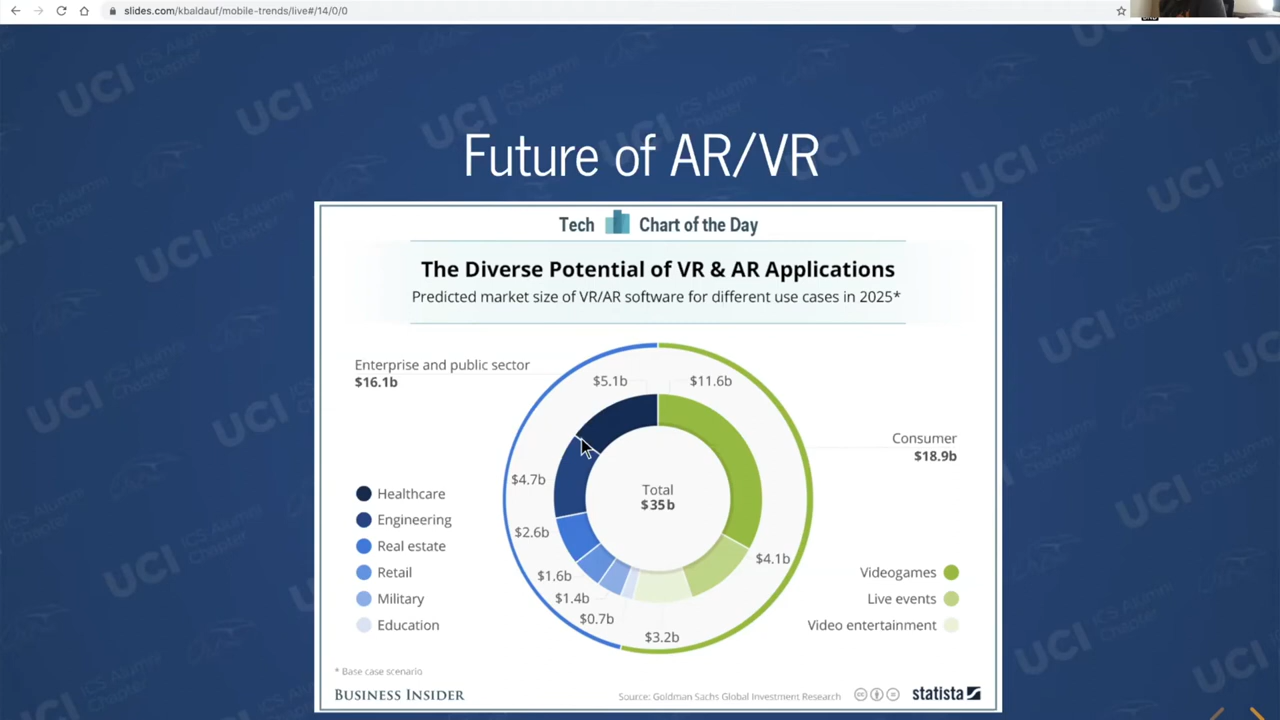 slides.com/kbaldauf/mobile-trends/live#/14/0/0
Future of AR/VR
Tech Chart of the Day
The Diverse Potential of VR & AR Applications
Predicted market size of VR/AR software for different use cases in 2025*
Enterprise and public sector
$16.1b
$5.1b
$11.6b
Consumer
$18.9b
$4.7b
Total
$35b
$2.6b
$1.6b
$1.4b
$0.7b
$3.2b
$4.1b
Healthcare
Engineering
Real estate
Retail
Military
Education
Videogames
Live events
Video entertainment
* Base case scenario
BUSINESS INSIDER
Source: Goldman Sachs Global Investment Research
statista
UCI ICS Alumni Chapter